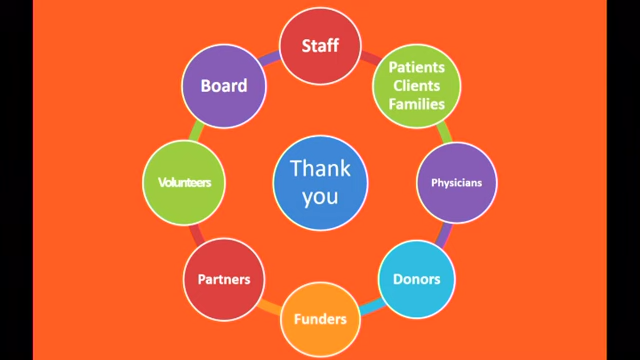 Staff
Patients
Clients
Families
Physicians
Donors
Funders
Partners
Volunteers
Board
Thank
you